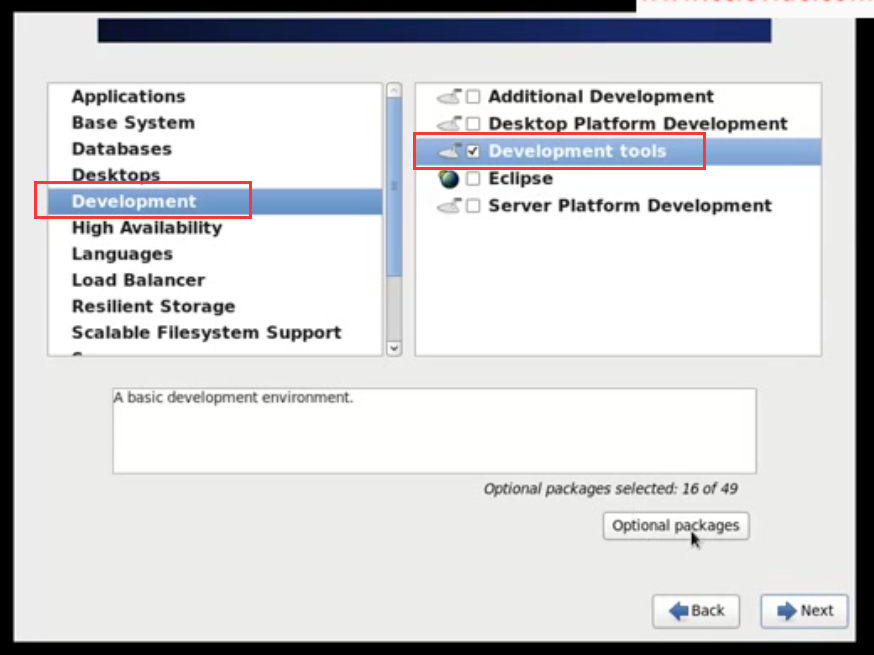 Applications
Base System
Databases
Desktops
Development
High Availability
Languages
Load Balancer
Resilient Storage
Scalable Filesystem Support
Additional Development
Desktop Platform Development
Development tools
Eclipse
Server Platform Development
A basic development environment.
Optional packages selected: 16 of 49
Optional packages
Back
Next